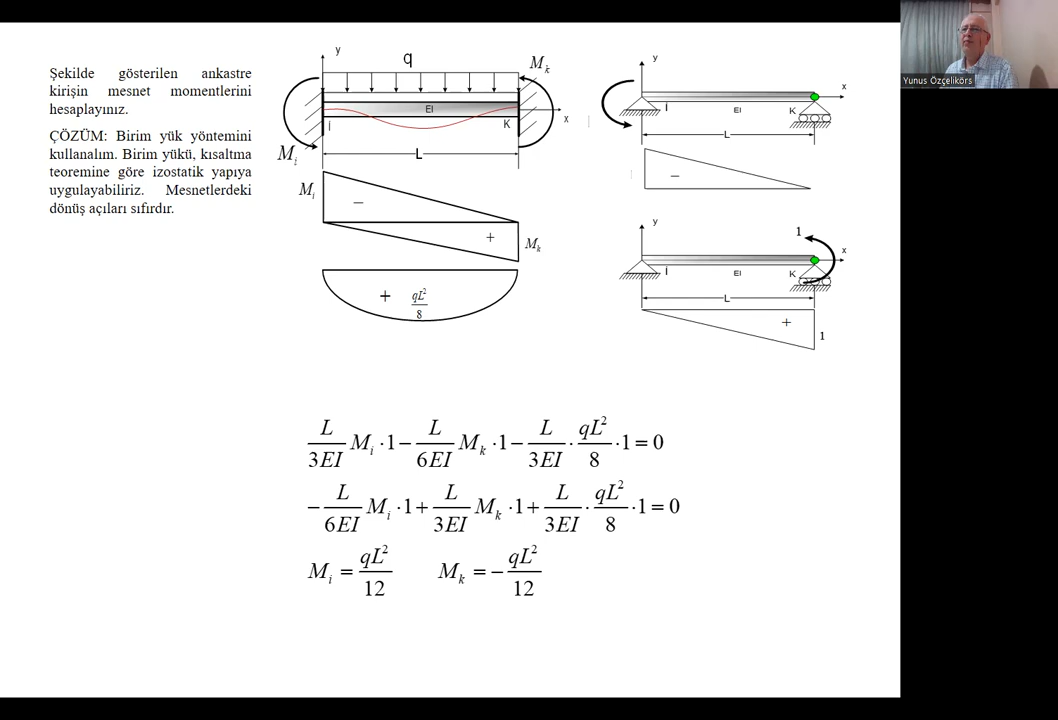 Şekilde gösterilen ankastre
kirişin mesnet momentlerini
hesaplayınız.
ÇÖZÜM: Birim yük yöntemini
kullanalım. Birim yükü, kısaltma
teoremine göre izostatik yapıya
uygulayabiliriz. Mesnetlerdeki
dönüş açıları sıfırdır.
y
q
M_k
EI
İ
K
x
M_i
L
M_i
−
+
M_k
+ qL²/8
y
x
İ
EI
K
L
−
y
1
x
İ
EI
K
L
+
1
L/3EI M_i · 1 − L/6EI M_k · 1 − L/3EI · qL²/8 · 1 = 0
− L/6EI M_i · 1 + L/3EI M_k · 1 + L/3EI · qL²/8 · 1 = 0
M_i = qL²/12 M_k = − qL²/12
Yunus Özçelikörs